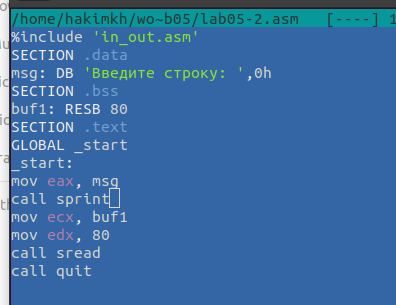 /home/hakimkh/wo~b05/lab05-2.asm [----] 1
%include 'in_out.asm'
SECTION .data
msg: DB 'Введите строку: ',0h
SECTION .bss
buf1: RESB 80
SECTION .text
GLOBAL _start
_start:
mov eax, msg
call sprint
mov ecx, buf1
mov edx, 80
call sread
call quit